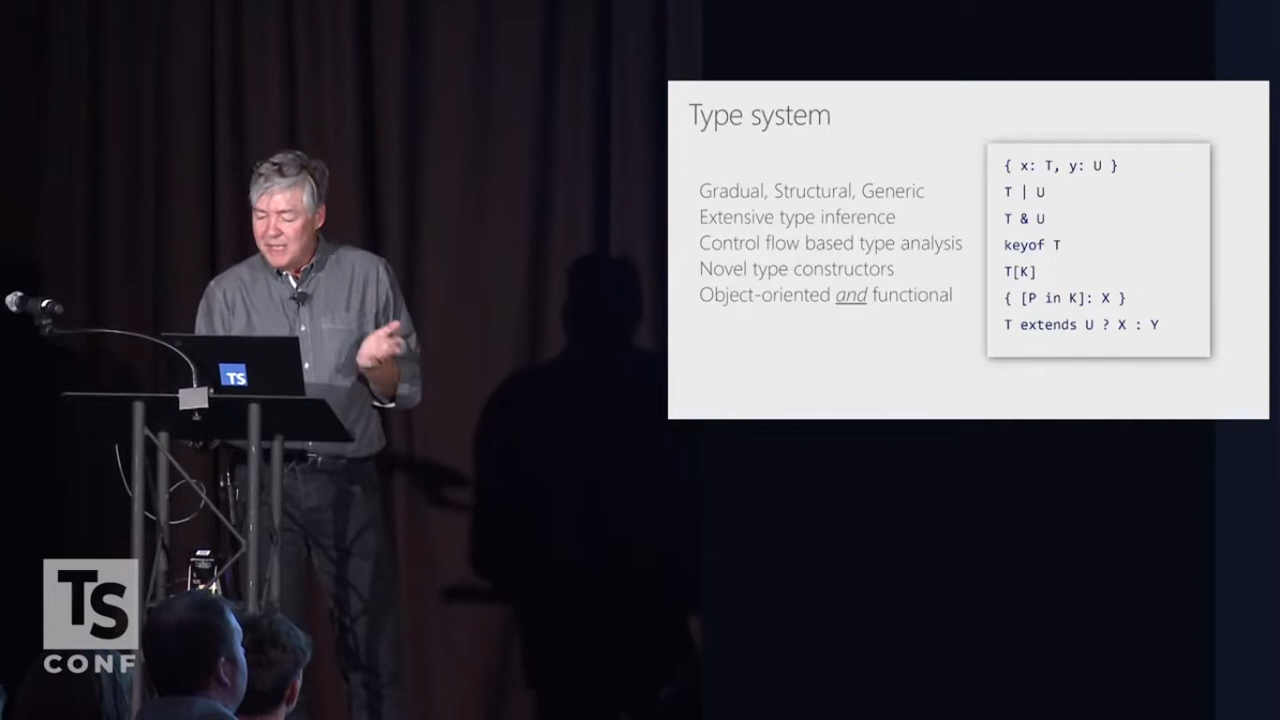 Type system
Gradual, Structural, Generic
Extensive type inference
Control flow based type analysis
Novel type constructors
Object-oriented and functional
{ x: T, y: U }
T | U
T & U
keyof T
T[K]
{ [P in K]: X }
T extends U ? X : Y
TS
TS
CONF